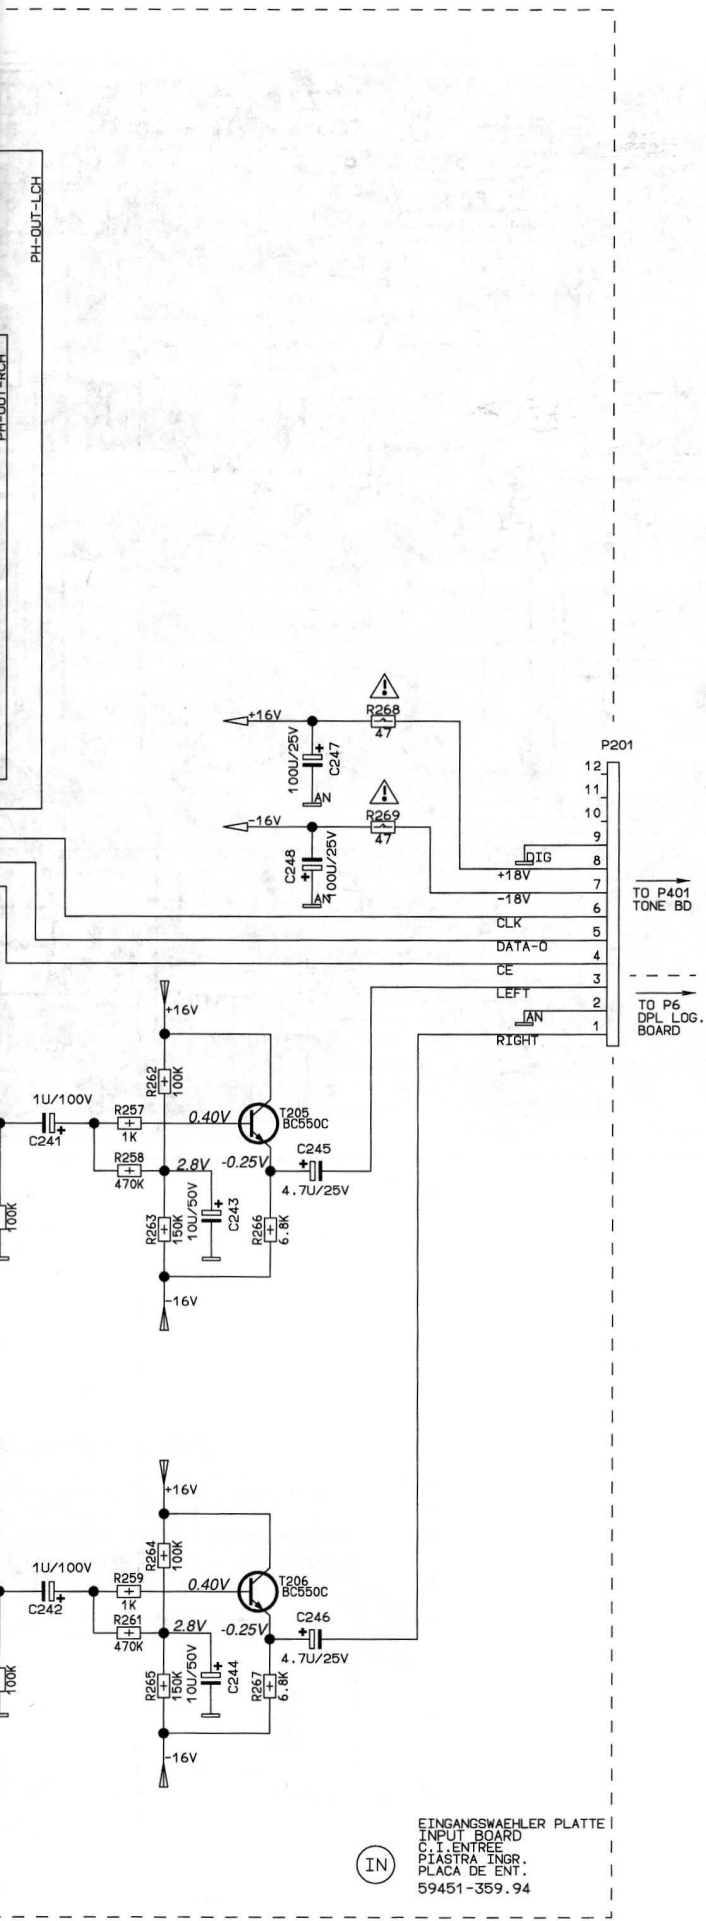 PH-OUT-LCH
PH-OUT-RCH
+16V
R268
47
100U/25V
C247
AN
-16V
R269
47
C248
100U/25V
AN
P201
12
11
10
9
8
7
6
5
4
3
2
1
DIG
+18V
-18V
CLK
DATA-O
CE
LEFT
AN
RIGHT
TO P401
TONE BD
TO P6
DPL LOG.
BOARD
+16V
R262
100K
1U/100V
C241
R257
1K
0.40V
T205
BC550C
R258
470K
2.8V
-0.25V
C245
4.7U/25V
100K
R263
150K
10U/50V
C243
R266
6.8K
-16V
+16V
R264
100K
1U/100V
C242
R259
1K
0.40V
T206
BC550C
R261
470K
2.8V
-0.25V
C246
4.7U/25V
100K
R265
150K
10U/50V
C244
R267
6.8K
-16V
IN
EINGANGSWAEHLER PLATTE
INPUT BOARD
C.I.ENTREE
PIASTRA INGR.
PLACA DE ENT.
59451-359.94